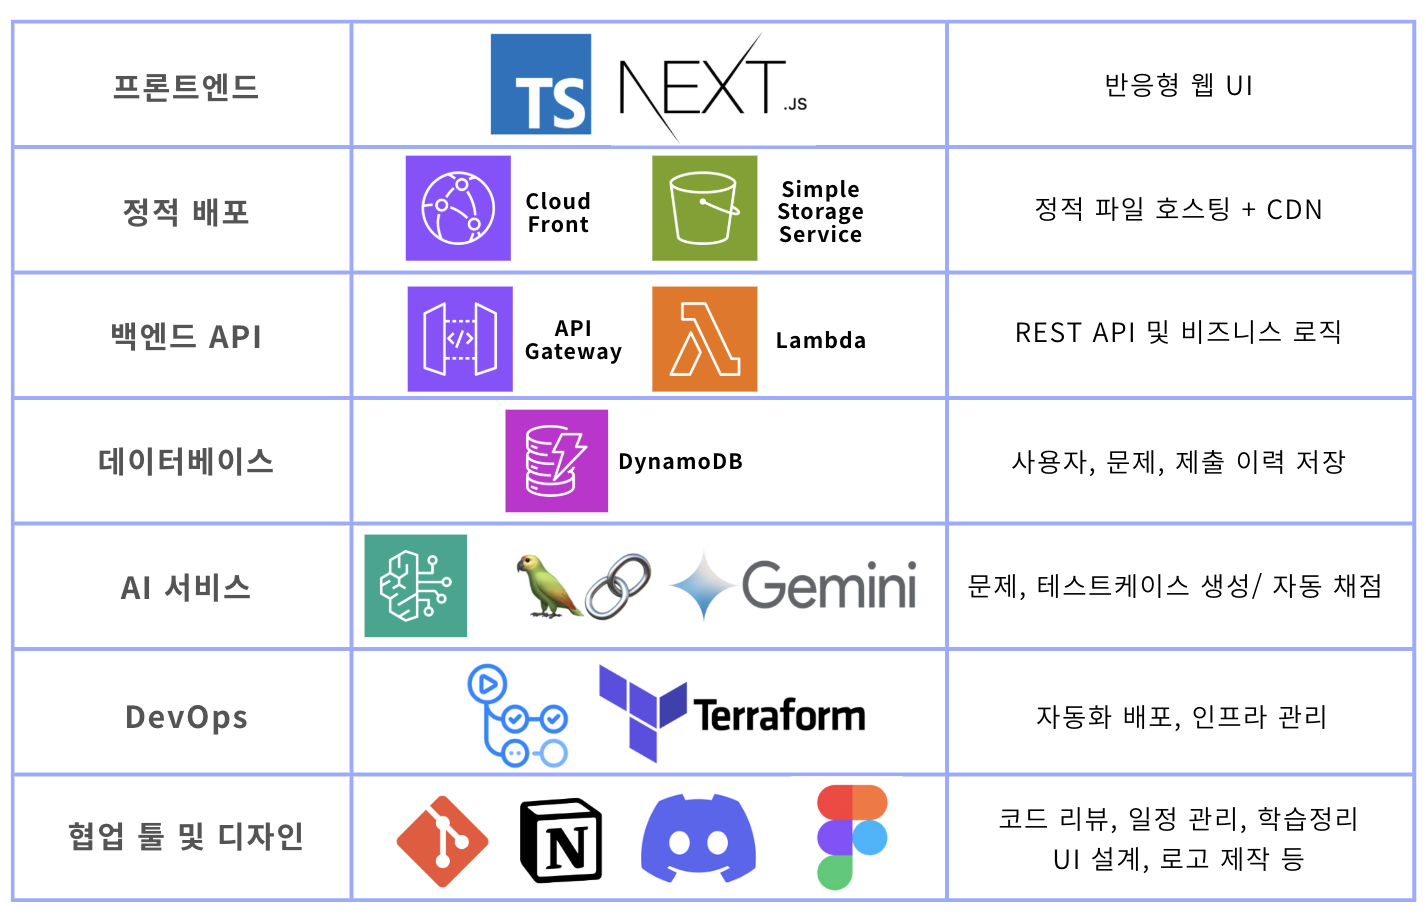 프론트엔드
TS
NEXT.JS
반응형 웹 UI
정적 배포
Cloud
Front
Simple
Storage
Service
정적 파일 호스팅 + CDN
백엔드 API
</>
API
Gateway
Lambda
REST API 및 비즈니스 로직
데이터베이스
DynamoDB
사용자, 문제, 제출 이력 저장
AI 서비스
Gemini
문제, 테스트케이스 생성/ 자동 채점
DevOps
Terraform
자동화 배포, 인프라 관리
협업 툴 및 디자인
N
코드 리뷰, 일정 관리, 학습정리
UI 설계, 로고 제작 등